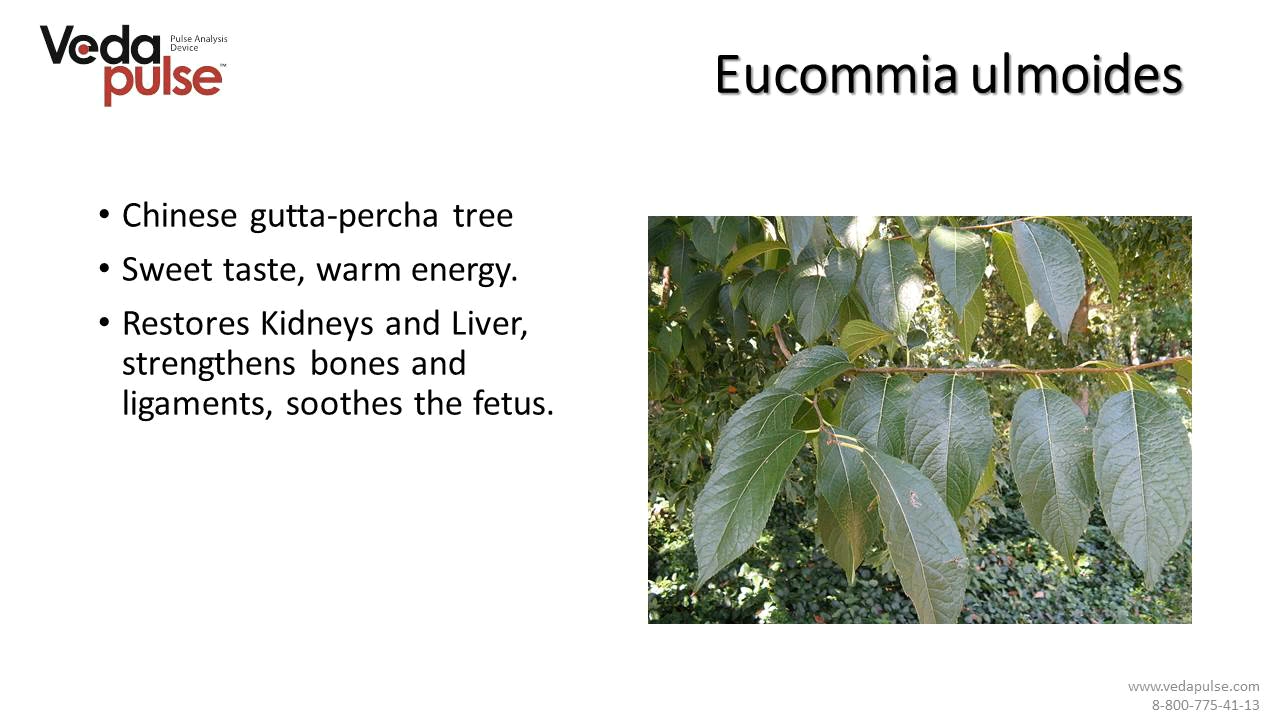 Veda
pulse™
Pulse Analysis
Device
Eucommia ulmoides
• Chinese gutta-percha tree
• Sweet taste, warm energy.
• Restores Kidneys and Liver,
strengthens bones and
ligaments, soothes the fetus.
www.vedapulse.com
8-800-775-41-13